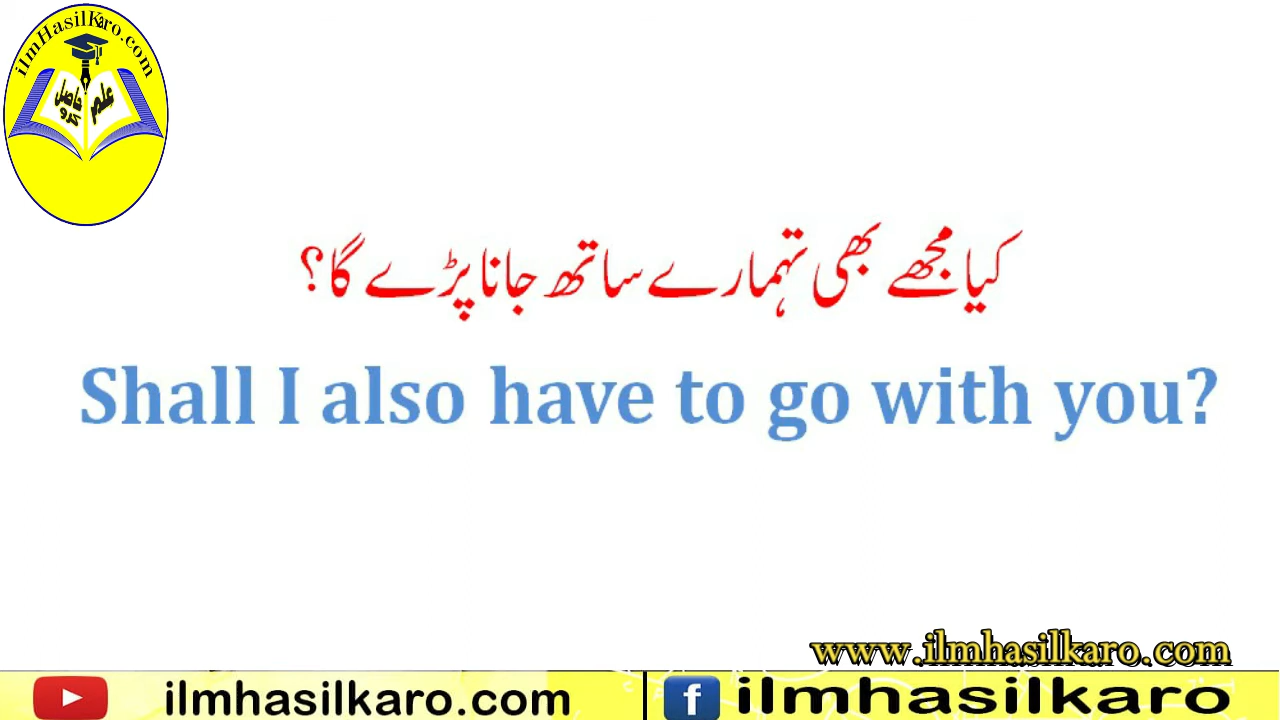 ilmHasilKaro.com
علم حاصل کرو
کیا مجھے بھی تمہارے ساتھ جانا پڑے گا؟
Shall I also have to go with you?
www.ilmhasilkaro.com
ilmhasilkaro.com
f ilmhasilkaro